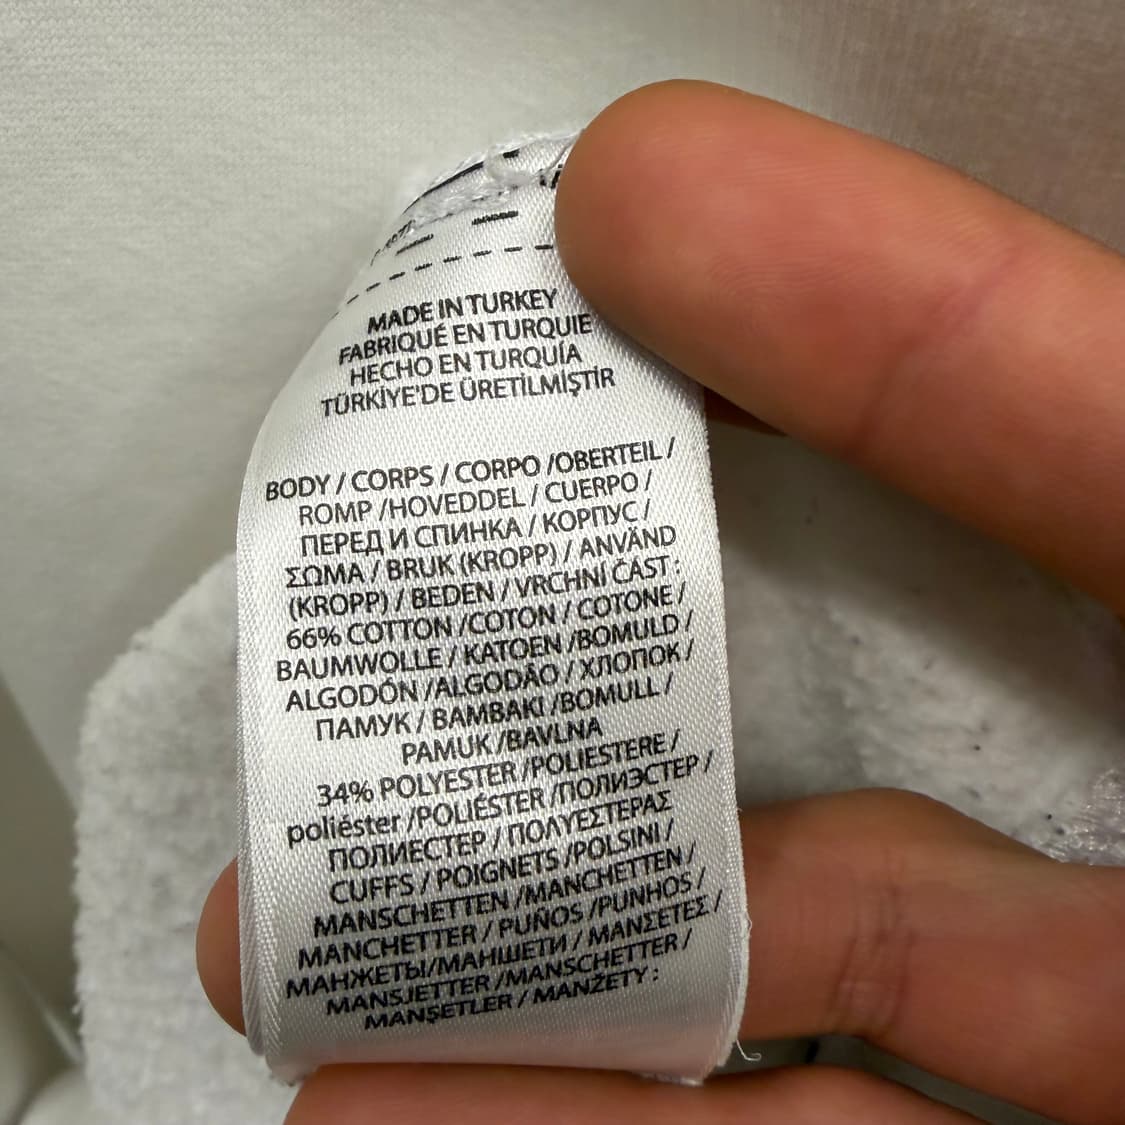 MADE IN TURKEY
FABRIQUÉ EN TURQUIE
HECHO EN TURQUÍA
TÜRKİYE'DE ÜRETİLMİŞTİR
BODY / CORPS / CORPO /OBERTEIL /
ROMP /HOVEDDEL / CUERPO /
ПЕРЕД И СПИНКА / КОРПУС /
ΣΩΜΑ / BRUK (KROPP) / ANVÄND
(KROPP) / BEDEN / VRCHNI ČAST :
66% COTTON /COTON / COTONE /
BAUMWOLLE / KATOEN /BOMULD /
ALGODÓN /ALGODÃO / ХЛОПОК /
ПАМУК / BAMBAKI /BOMULL /
PAMUK /BAVLNA
34% POLYESTER /POLIESTERE /
poliéster /POLIÉSTER /ПОЛИЭСТЕР /
ПОЛИЕСТЕР / ΠΟΛΥΕΣΤΕΡΑΣ
CUFFS / POIGNETS /POLSINI /
MANSCHETTEN /MANCHETTEN /
MANCHETTER / PUÑOS /PUNHOS /
МАНЖЕТЫ/МАНШЕТИ / ΜΑΝΣΕΤΕΣ /
MANSJETTER /MANSCHETTER /
MANŞETLER / MANŽETY :